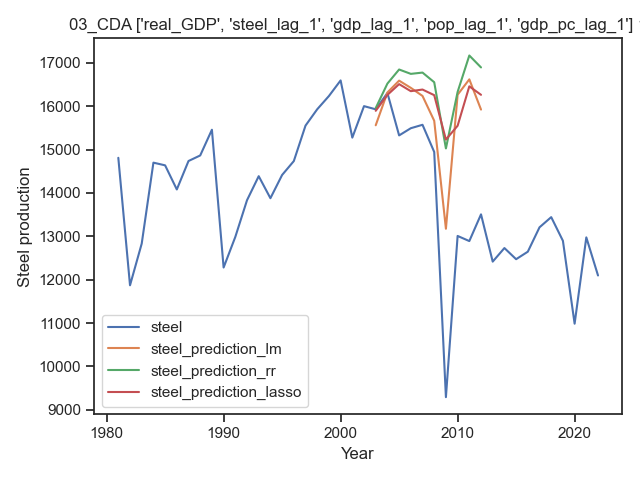 03_CDA ['real_GDP', 'steel_lag_1', 'gdp_lag_1', 'pop_lag_1', 'gdp_pc_lag_1']
17000
16000
15000
14000
13000
12000
11000
10000
9000
Steel production
steel
steel_prediction_lm
steel_prediction_rr
steel_prediction_lasso
1980 1990 2000 2010 2020
Year